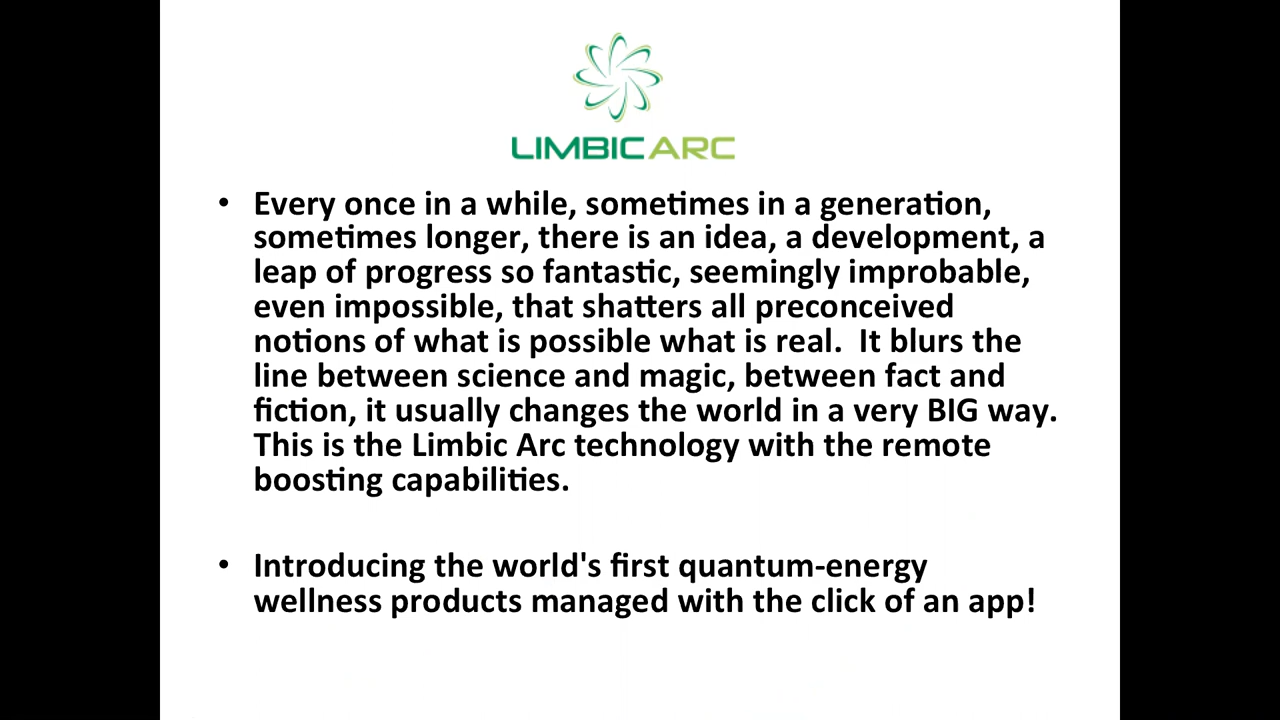 LIMBIC ARC
• Every once in a while, sometimes in a generation,
sometimes longer, there is an idea, a development, a
leap of progress so fantastic, seemingly improbable,
even impossible, that shatters all preconceived
notions of what is possible what is real.  It blurs the
line between science and magic, between fact and
fiction, it usually changes the world in a very BIG way.
This is the Limbic Arc technology with the remote
boosting capabilities.
• Introducing the world's first quantum-energy
wellness products managed with the click of an app!